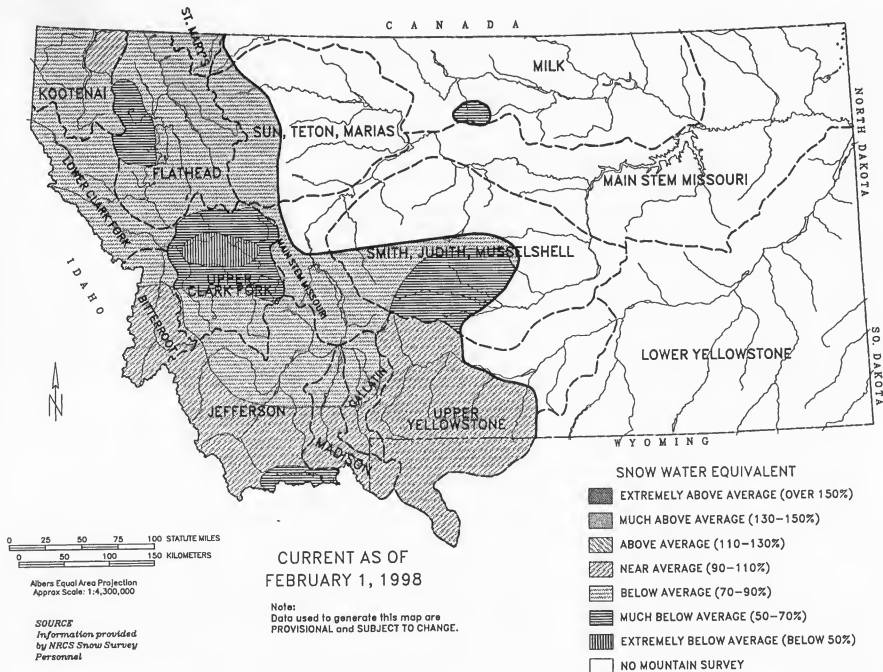 C A N A D A
ST. MARY'S
KOOTENAI
MILK
SUN, TETON, MARIAS
NORTH DAKOTA
LOWER CLARK FORK
FLATHEAD
MAIN STEM MISSOURI
IDAHO
UPPER
CLARK FORK
MAIN STEM MISSOURI
SMITH, JUDITH, MUSSELSHELL
BITTERROOT
LOWER YELLOWSTONE
SO. DAKOTA
N
JEFFERSON
GALLATIN
MADISON
UPPER
YELLOWSTONE
W Y O M I N G
SNOW WATER EQUIVALENT
EXTREMELY ABOVE AVERAGE (OVER 150%)
MUCH ABOVE AVERAGE (130-150%)
ABOVE AVERAGE (110-130%)
NEAR AVERAGE (90-110%)
BELOW AVERAGE (70-90%)
MUCH BELOW AVERAGE (50-70%)
EXTREMELY BELOW AVERAGE (BELOW 50%)
NO MOUNTAIN SURVEY
0 25 50 75 100 STATUTE MILES
0 50 100 150 KILOMETERS
Albers Equal Area Projection
Approx Scale: 1:4,300,000
SOURCE
Information provided
by NRCS Snow Survey
Personnel
CURRENT AS OF
FEBRUARY 1, 1998
Note:
Data used to generate this map are
PROVISIONAL and SUBJECT TO CHANGE.